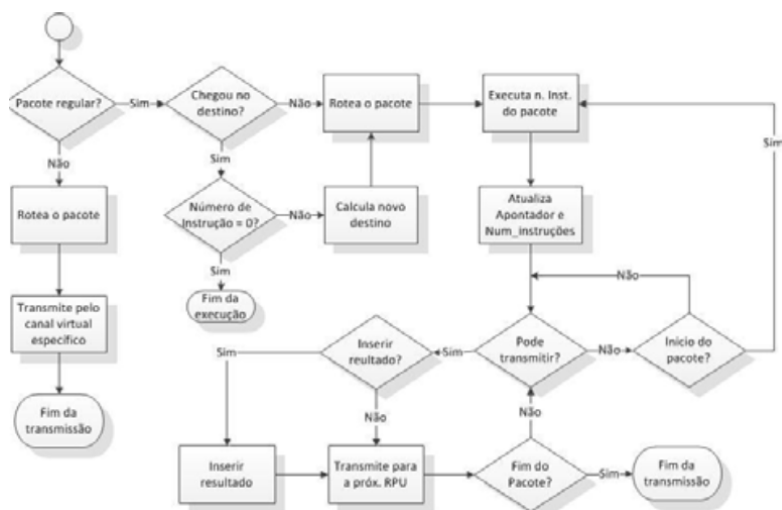 Pacote regular?
Sim
Chegou no
destino?
Não
Rotea o pacote
Executa n. Inst.
do pacote
Sim
Não
Sim
Rotea o pacote
Número de
Instrução = 0?
Não
Calcula novo
destino
Atualiza
Apontador e
Num_instruções
Sim
Não
Fim da
execução
Transmite pelo
canal virtual
específico
Sim
Inserir
reultado?
Sim
Pode
transmitir?
Não
Início do
pacote?
Não
Não
Fim da
transmissão
Inserir
resultado
Transmite para
a próx. RPU
Fim do
Pacote?
Sim
Fim da
transmissão